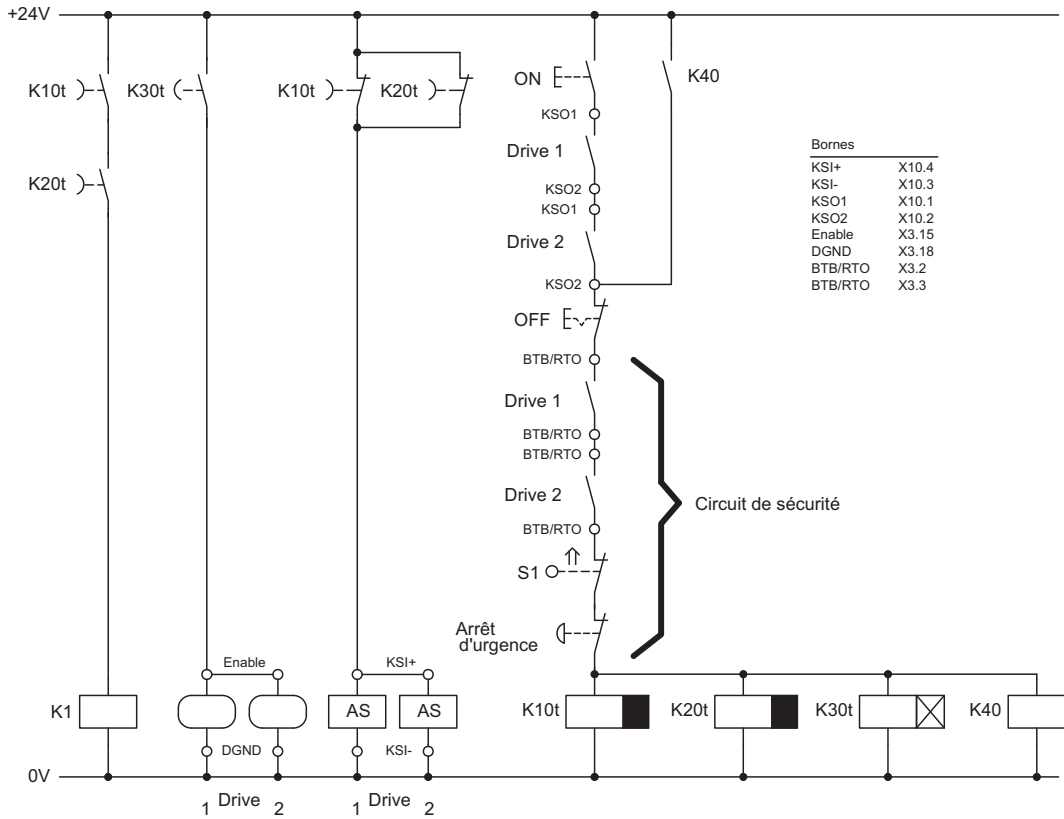 +24V
K10t
K30t
K10t
K20t
ON
K40
KSO1
Drive 1
Bornes
KSI+ X10.4
KSI- X10.3
KSO1 X10.1
KSO2 X10.2
Enable X3.15
DGND X3.18
BTB/RTO X3.2
BTB/RTO X3.3
K20t
KSO2
KSO1
Drive 2
KSO2
OFF
BTB/RTO
Drive 1
BTB/RTO
BTB/RTO
Drive 2
Circuit de sécurité
BTB/RTO
S1
Arrêt
d'urgence
Enable
KSI+
K1
AS
AS
K10t
K20t
K30t
K40
DGND
KSI-
0V
1 Drive 2
1 Drive 2